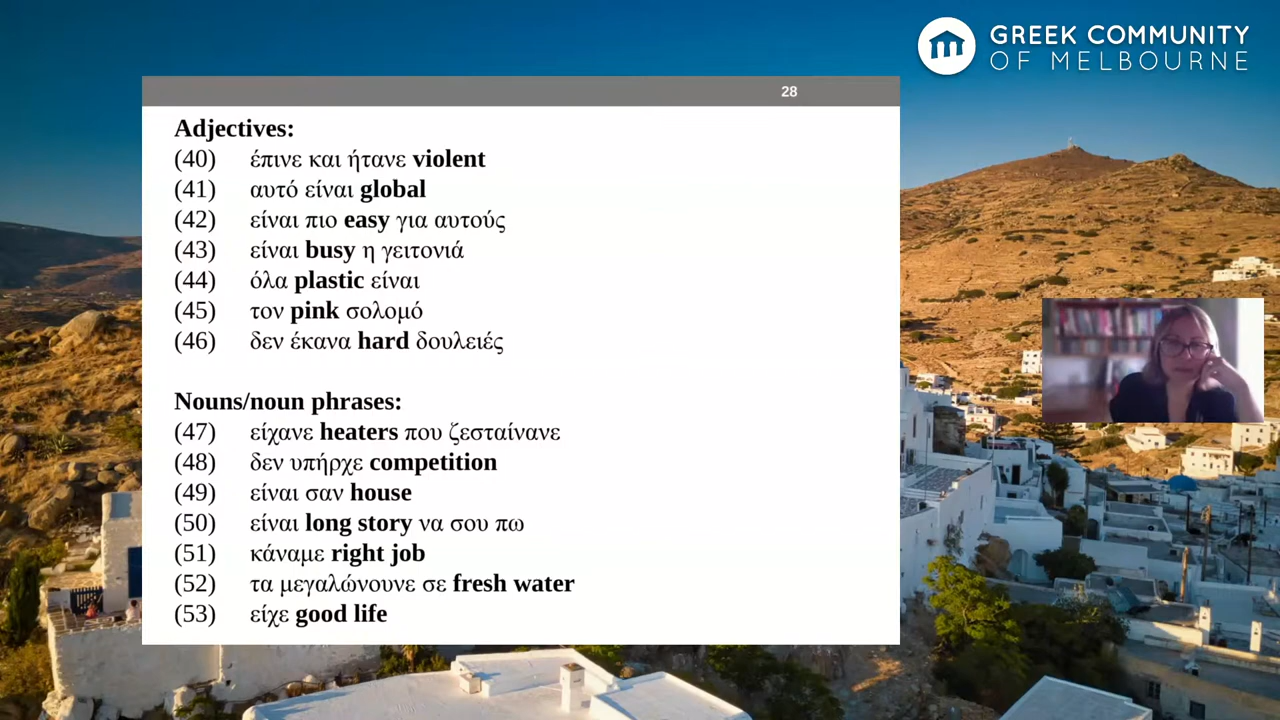 GREEK COMMUNITY
OF MELBOURNE
28
Adjectives:
(40) έπινε και ήτανε violent
(41) αυτό είναι global
(42) είναι πιο easy για αυτούς
(43) είναι busy η γειτονιά
(44) όλα plastic είναι
(45) τον pink σολομό
(46) δεν έκανα hard δουλειές
Nouns/noun phrases:
(47) είχανε heaters που ζεσταίνανε
(48) δεν υπήρχε competition
(49) είναι σαν house
(50) είναι long story να σου πω
(51) κάναμε right job
(52) τα μεγαλώνουνε σε fresh water
(53) είχε good life